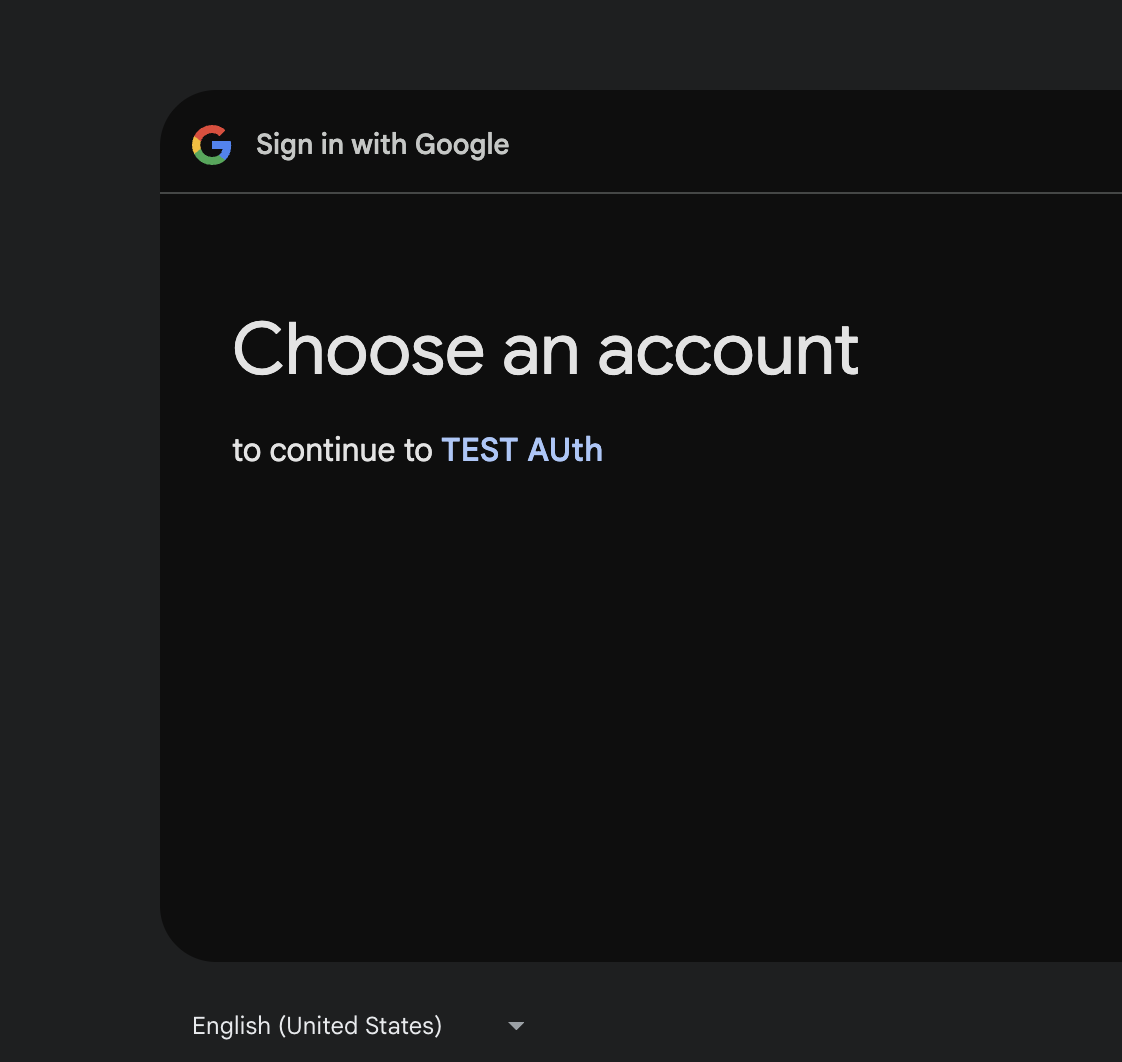 Sign in with Google
Choose an account
to continue to TEST AUth
English (United States)